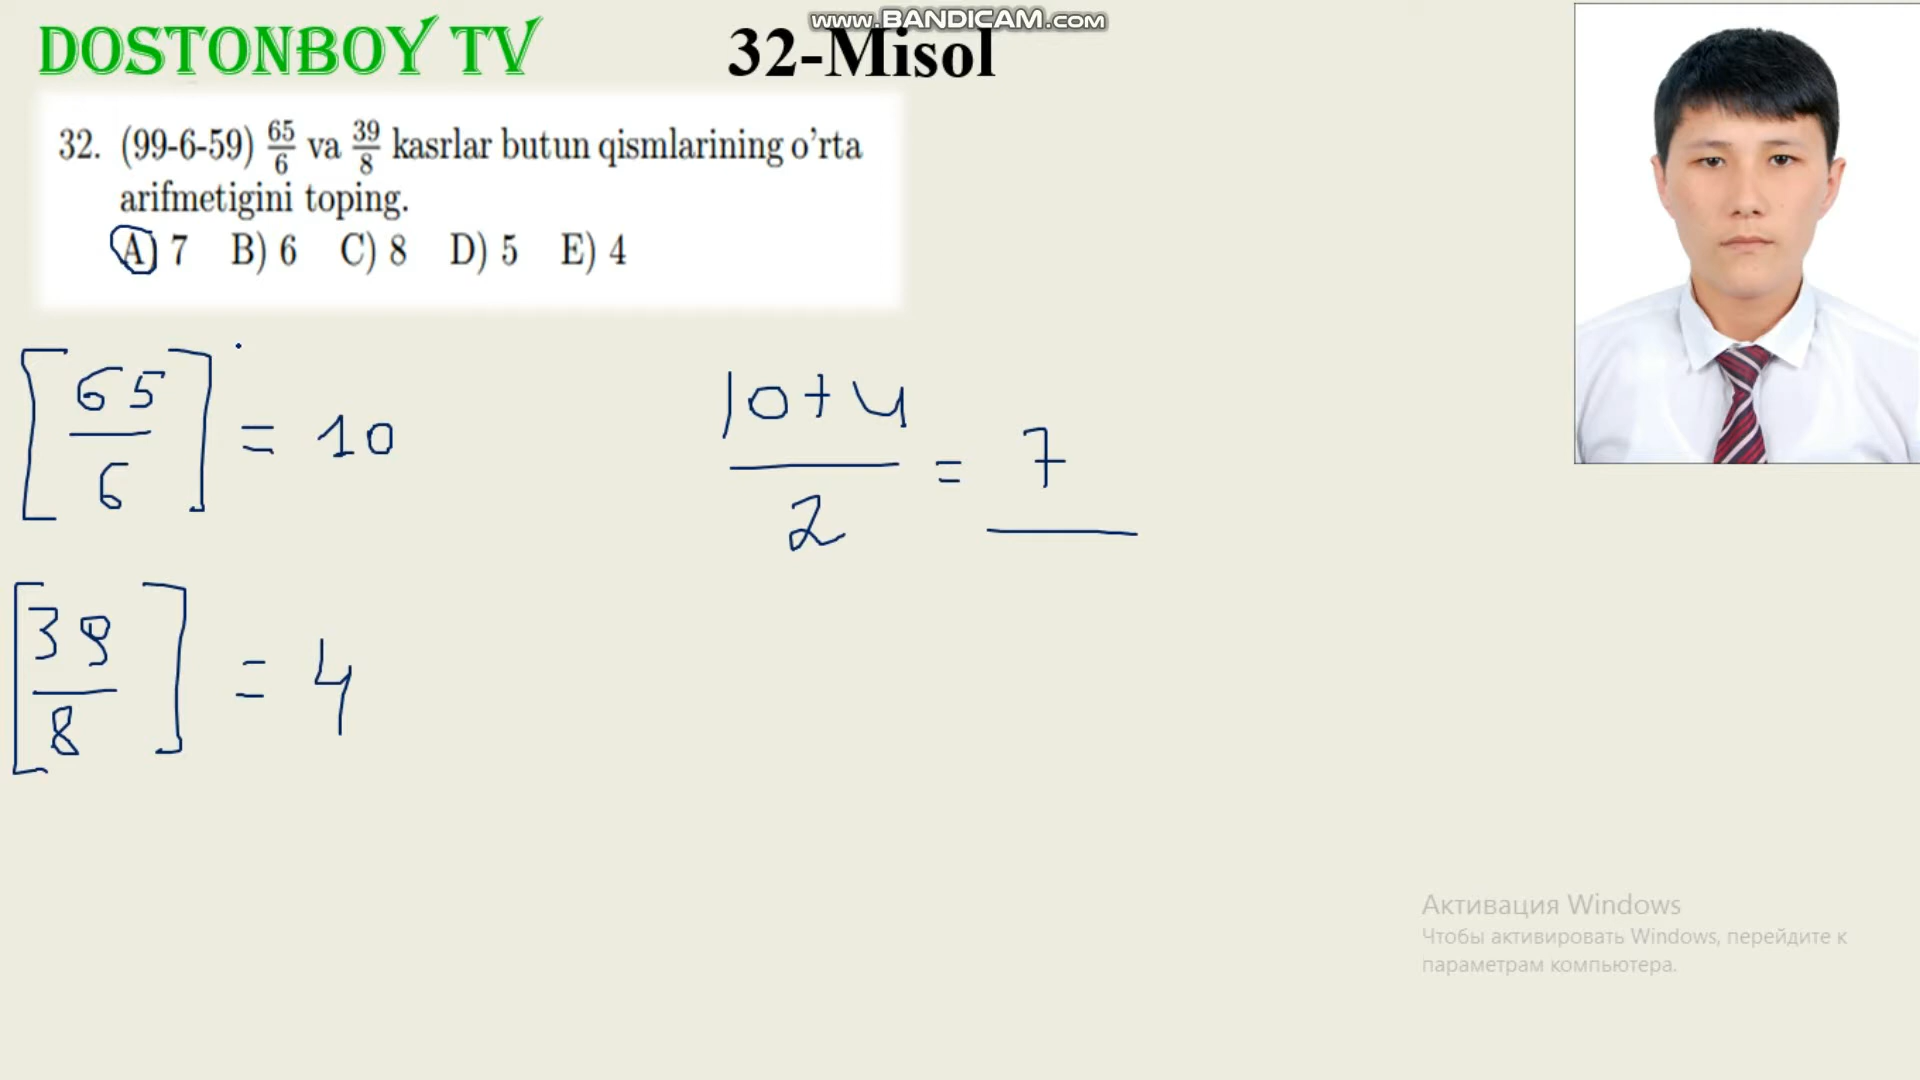 www.BANDICAM.com
DOSTONBOY TV
32-Misol
32. (99-6-59) 65/6 va 39/8 kasrlar butun qismlarining o’rta
arifmetigini toping.
A) 7 B) 6 C) 8 D) 5 E) 4
[65/6] = 10
10+4/2 = 7
[39/8] = 4
Активация Windows
Чтобы активировать Windows, перейдите к
параметрам компьютера.